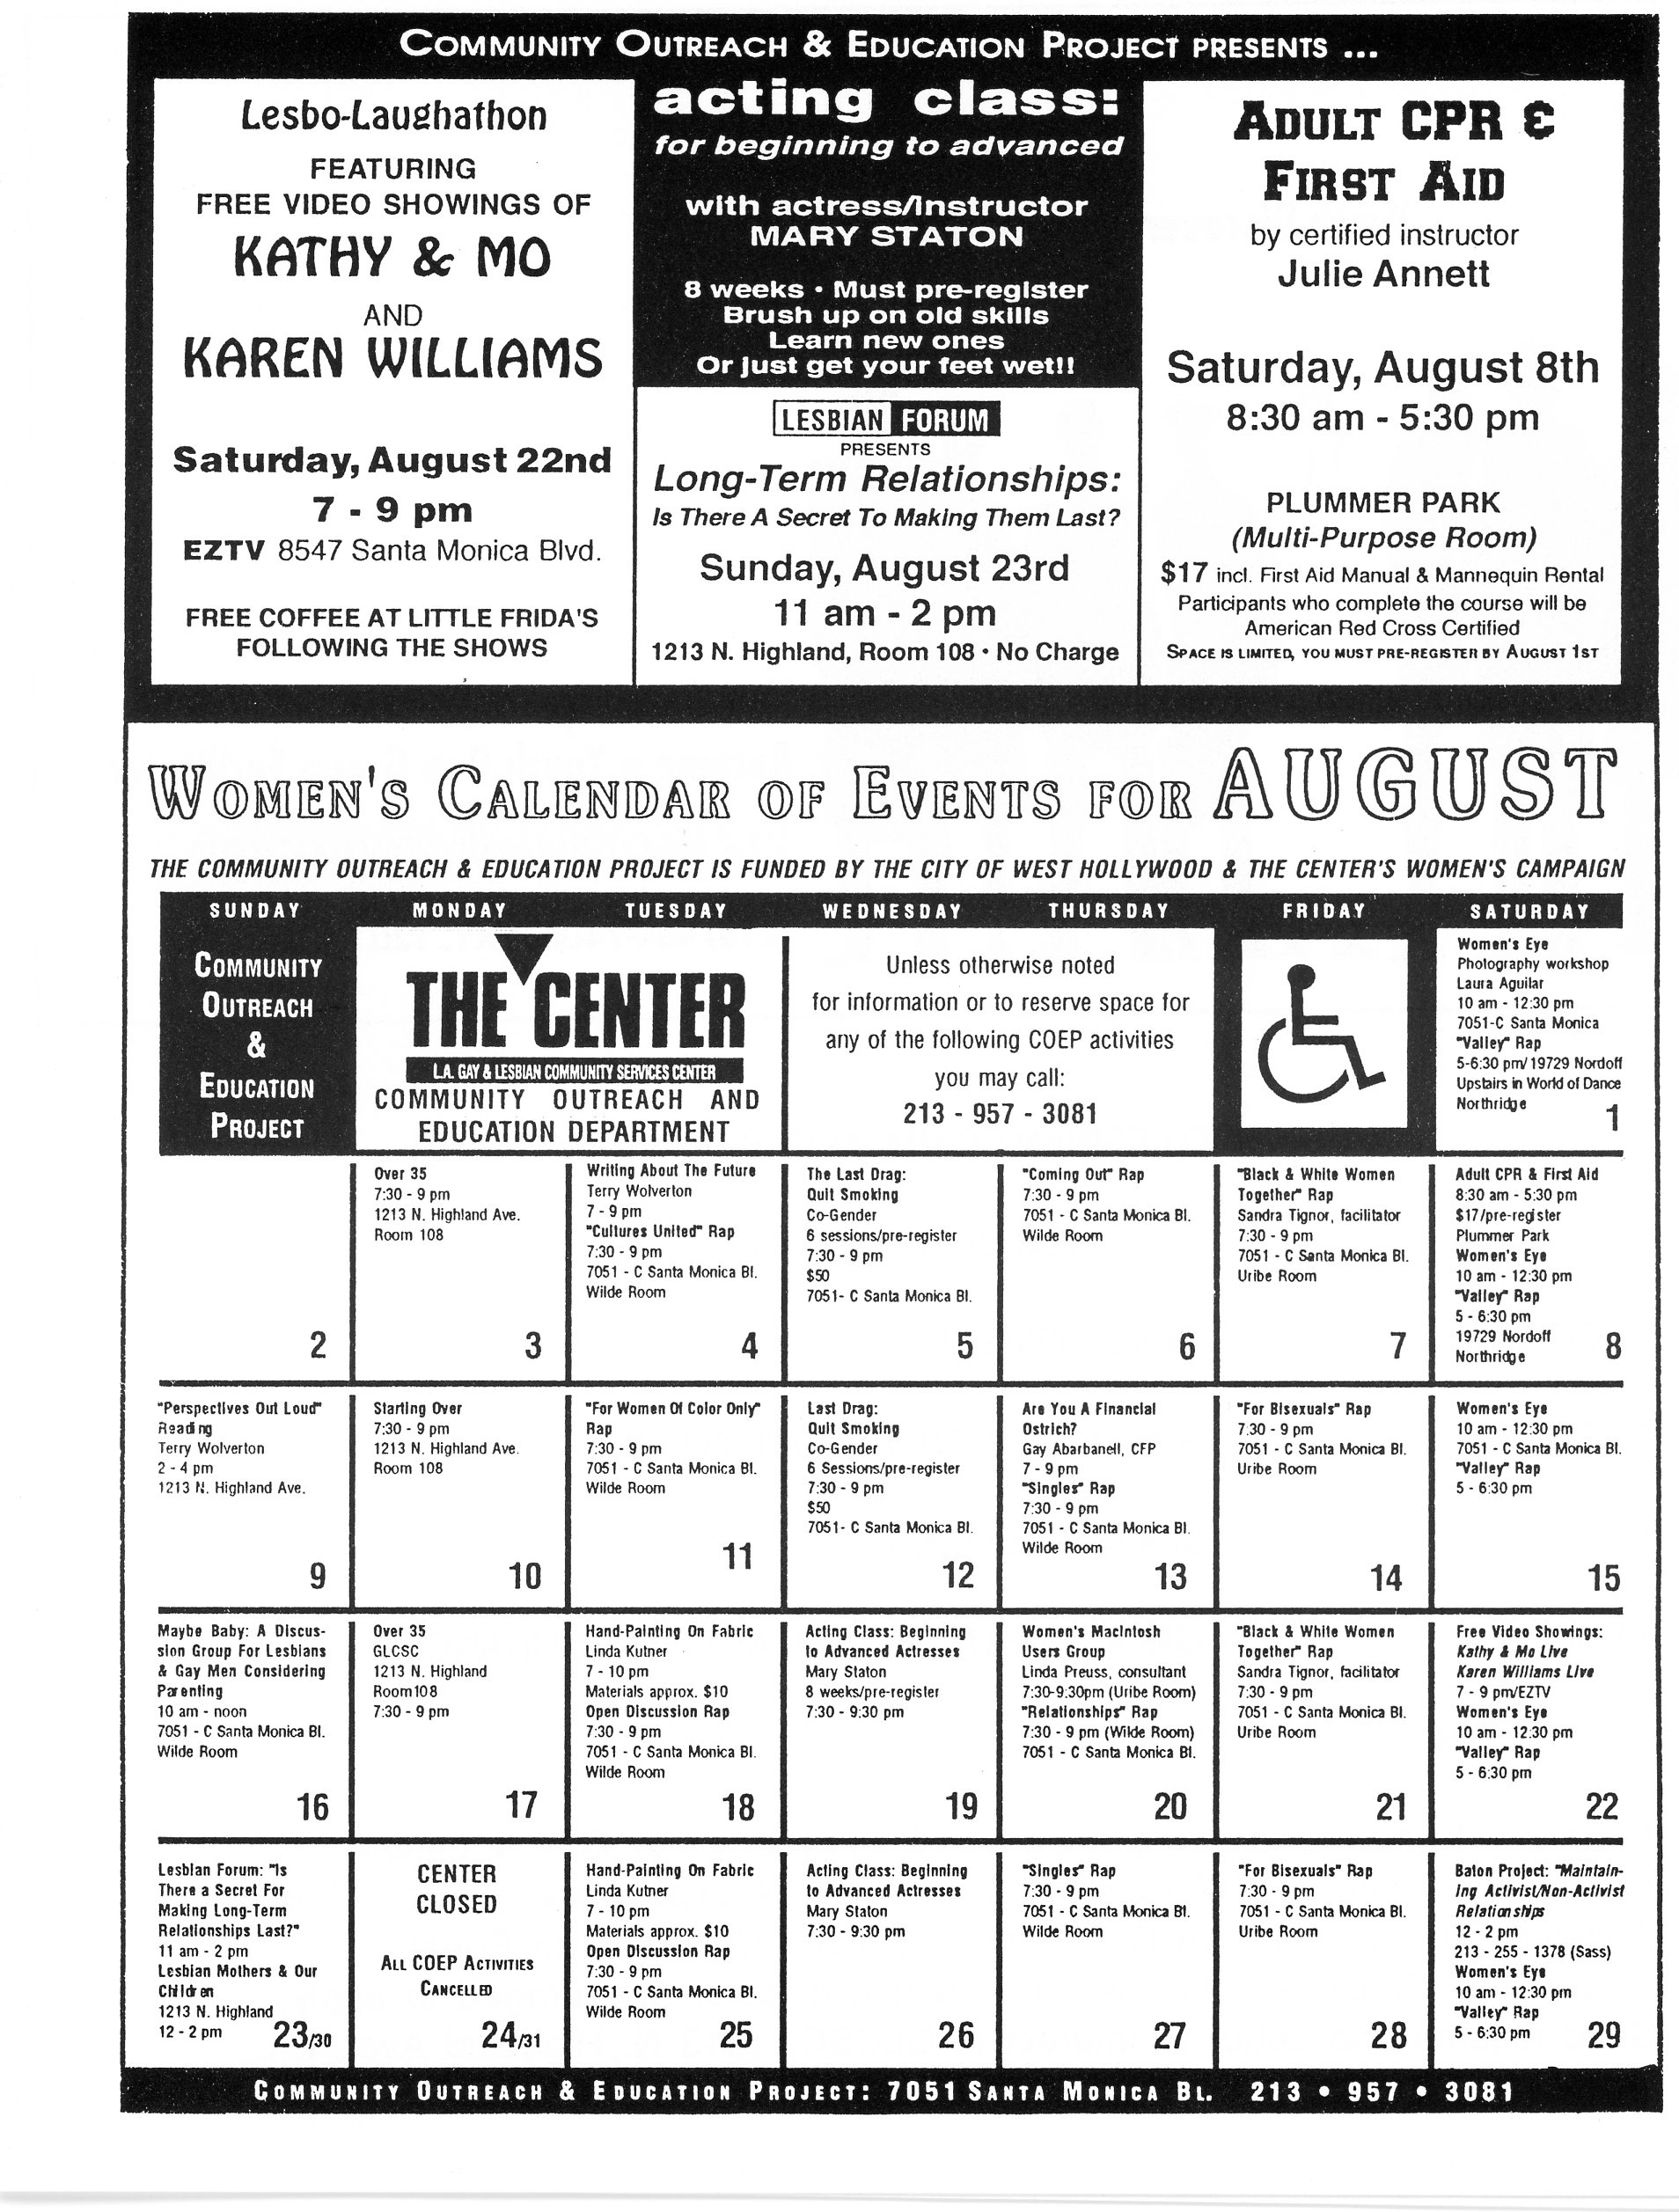 COMMUNITY OUTREACH & EDUCATION PROJECT PRESENTS ...
Lesbo-Laughathon
FEATURING
FREE VIDEO SHOWINGS OF
KATHY & MO
AND
KAREN WILLIAMS
Saturday, August 22nd
7 - 9 pm
EZTV 8547 Santa Monica Blvd.
FREE COFFEE AT LITTLE FRIDA'S
FOLLOWING THE SHOWS
acting class:
for beginning to advanced
with actress/instructor
MARY STATON
8 weeks • Must pre-register
Brush up on old skills
Learn new ones
Or just get your feet wet!!
LESBIAN FORUM
PRESENTS
Long-Term Relationships:
Is There A Secret To Making Them Last?
Sunday, August 23rd
11 am - 2 pm
1213 N. Highland, Room 108 • No Charge
ADULT CPR &
FIRST AID
by certified instructor
Julie Annett
Saturday, August 8th
8:30 am - 5:30 pm
PLUMMER PARK
(Multi-Purpose Room)
$17 incl. First Aid Manual & Mannequin Rental
Participants who complete the course will be
American Red Cross Certified
SPACE IS LIMITED, YOU MUST PRE-REGISTER BY AUGUST 1ST
WOMEN'S CALENDAR OF EVENTS FOR AUGUST
THE COMMUNITY OUTREACH & EDUCATION PROJECT IS FUNDED BY THE CITY OF WEST HOLLYWOOD & THE CENTER'S WOMEN'S CAMPAIGN
SUNDAY MONDAY TUESDAY WEDNESDAY THURSDAY FRIDAY SATURDAY
COMMUNITY
OUTREACH
&
EDUCATION
PROJECT
THE CENTER
L.A. GAY & LESBIAN COMMUNITY SERVICES CENTER
COMMUNITY OUTREACH AND
EDUCATION DEPARTMENT
Unless otherwise noted
for information or to reserve space for
any of the following COEP activities
you may call:
213 - 957 - 3081
Women's Eye
Photography workshop
Laura Aguilar
10 am - 12:30 pm
7051-C Santa Monica
"Valley" Rap
5-6:30 pm/ 19729 Nordoff
Upstairs in World of Dance
Northridge
1
2
Over 35
7:30 - 9 pm
1213 N. Highland Ave.
Room 108
3
Writing About The Future
Terry Wolverton
7 - 9 pm
"Cultures United" Rap
7:30 - 9 pm
7051 - C Santa Monica Bl.
Wilde Room
4
The Last Drag:
Quit Smoking
Co-Gender
6 sessions/pre-register
7:30 - 9 pm
$50
7051- C Santa Monica Bl.
5
"Coming Out" Rap
7:30 - 9 pm
7051 - C Santa Monica Bl.
Wilde Room
6
"Black & White Women
Together" Rap
Sandra Tignor, facilitator
7:30 - 9 pm
7051 - C Santa Monica Bl.
Uribe Room
7
Adult CPR & First Aid
8:30 am - 5:30 pm
$17/pre-register
Plummer Park
Women's Eye
10 am - 12:30 pm
"Valley" Rap
5 - 6:30 pm
19729 Nordoff
Northridge
8
"Perspectives Out Loud"
Reading
Terry Wolverton
2 - 4 pm
1213 N. Highland Ave.
9
Starting Over
7:30 - 9 pm
1213 N. Highland Ave.
Room 108
10
"For Women Of Color Only"
Rap
7:30 - 9 pm
7051 - C Santa Monica Bl.
Wilde Room
11
Last Drag:
Quit Smoking
Co-Gender
6 Sessions/pre-register
7:30 - 9 pm
$50
7051- C Santa Monica Bl.
12
Are You A Financial
Ostrich?
Gay Abarbanell, CFP
7 - 9 pm
"Singles" Rap
7:30 - 9 pm
7051 - C Santa Monica Bl.
Wilde Room
13
"For Bisexuals" Rap
7:30 - 9 pm
7051 - C Santa Monica Bl.
Uribe Room
14
Women's Eye
10 am - 12:30 pm
7051 - C Santa Monica Bl.
"Valley" Rap
5 - 6:30 pm
15
Maybe Baby: A Discus-
sion Group For Lesbians
& Gay Men Considering
Parenting
10 am - noon
7051 - C Santa Monica Bl.
Wilde Room
16
Over 35
GLCSC
1213 N. Highland
Room108
7:30 - 9 pm
17
Hand-Painting On Fabric
Linda Kutner
7 - 10 pm
Materials approx. $10
Open Discussion Rap
7:30 - 9 pm
7051 - C Santa Monica Bl.
Wilde Room
18
Acting Class: Beginning
to Advanced Actresses
Mary Staton
8 weeks/pre-register
7:30 - 9:30 pm
19
Women's Macintosh
Users Group
Linda Preuss, consultant
7:30-9:30pm (Uribe Room)
"Relationships" Rap
7:30 - 9 pm (Wilde Room)
7051 - C Santa Monica Bl.
20
"Black & White Women
Together" Rap
Sandra Tignor, facilitator
7:30 - 9 pm
7051 - C Santa Monica Bl.
Uribe Room
21
Free Video Showings:
Kathy & Mo Live
Karen Williams Live
7 - 9 pm/EZTV
Women's Eye
10 am - 12:30 pm
"Valley" Rap
5 - 6:30 pm
22
Lesbian Forum: "Is
There a Secret For
Making Long-Term
Relationships Last?"
11 am - 2 pm
Lesbian Mothers & Our
Children
1213 N. Highland
12 - 2 pm
23/30
CENTER
CLOSED
ALL COEP ACTIVITIES
CANCELLED
24/31
Hand-Painting On Fabric
Linda Kutner
7 - 10 pm
Materials approx. $10
Open Discussion Rap
7:30 - 9 pm
7051 - C Santa Monica Bl.
Wilde Room
25
Acting Class: Beginning
to Advanced Actresses
Mary Staton
7:30 - 9:30 pm
26
"Singles" Rap
7:30 - 9 pm
7051 - C Santa Monica Bl.
Wilde Room
27
"For Bisexuals" Rap
7:30 - 9 pm
7051 - C Santa Monica Bl.
Uribe Room
28
Baton Project: "Maintain-
ing Activist/Non-Activist
Relationships
12 - 2 pm
213 - 255 - 1378 (Sass)
Women's Eye
10 am - 12:30 pm
"Valley" Rap
5 - 6:30 pm
29
COMMUNITY OUTREACH & EDUCATION PROJECT: 7051 SANTA MONICA BL. 213 • 957 • 3081